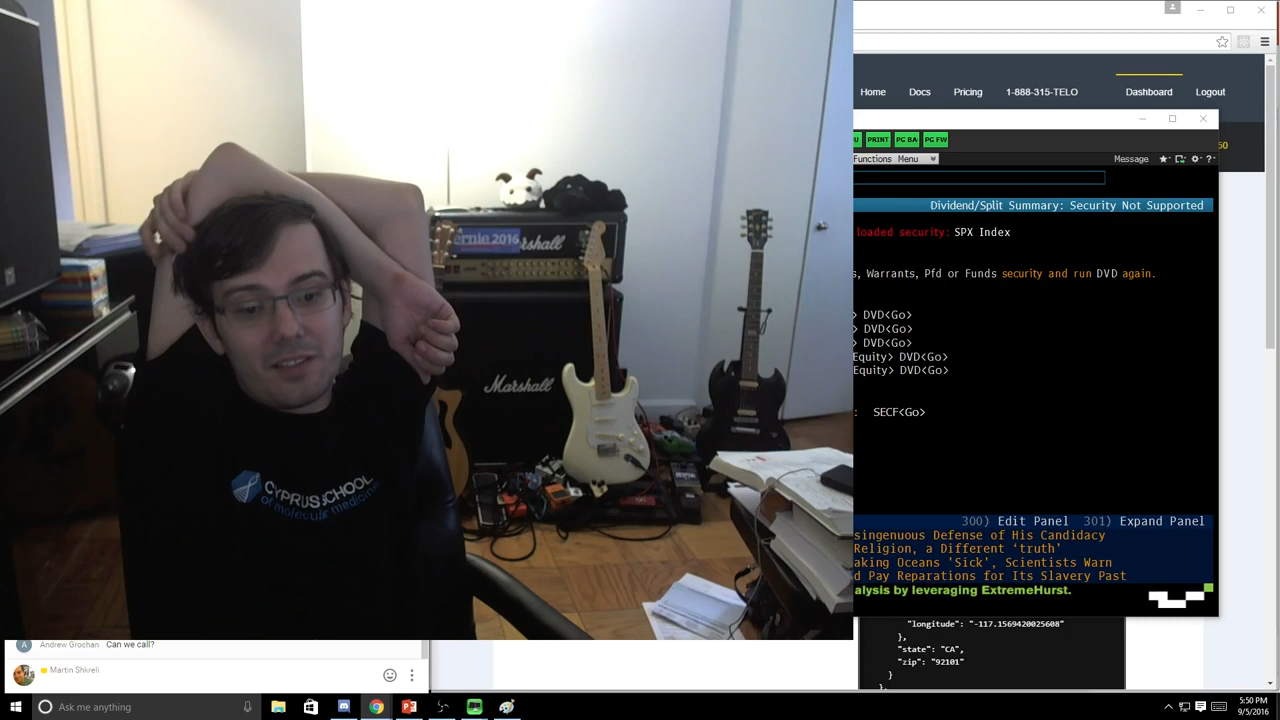 Home Docs Pricing 1-888-315-TELO Dashboard Logout
PRINT PG BA PG FW
Functions Menu Message
Dividend/Split Summary: Security Not Supported
loaded security: SPX Index
s, Warrants, Pfd or Funds security and run DVD again.
> DVD<Go>
> DVD<Go>
> DVD<Go>
Equity> DVD<Go>
Equity> DVD<Go>
: SECF<Go>
300) Edit Panel 301) Expand Panel
singenuous Defense of His Candidacy
Religion, a Different ‘truth’
aking Oceans 'Sick', Scientists Warn
d Pay Reparations for Its Slavery Past
alysis by leveraging ExtremeHurst.
"longitude": "-117.1569420025608"
},
"state": "CA",
"zip": "92101"
}
},
ernie 2016
Marshall
Marshall
CYPRUS SCHOOL
of molecular medicine
A Andrew Grochan Can we call?
Martin Shkreli
Ask me anything
5:50 PM
9/5/2016